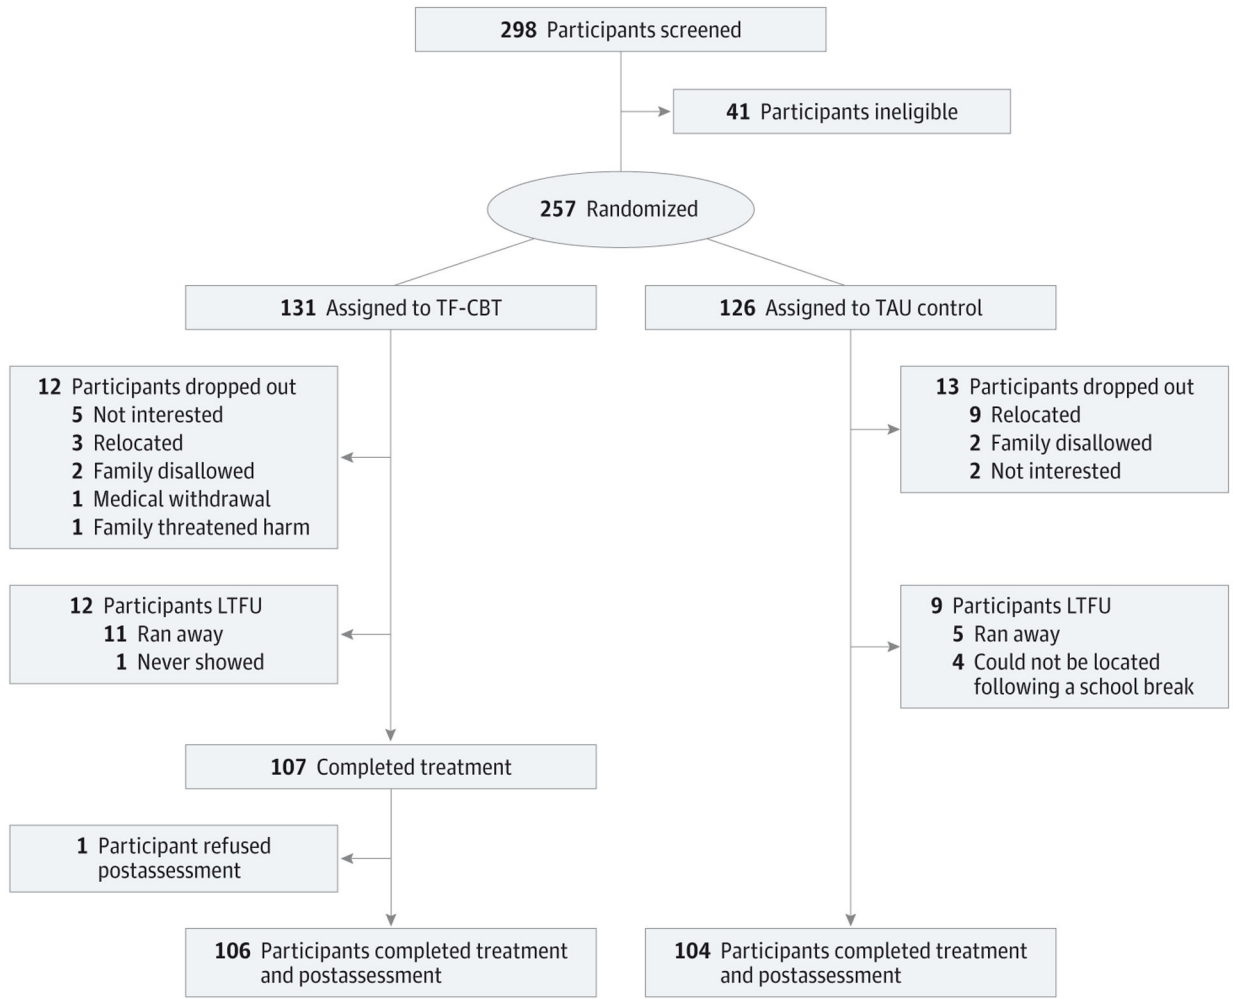 298 Participants screened
41 Participants ineligible
257 Randomized
131 Assigned to TF-CBT
126 Assigned to TAU control
12 Participants dropped out
5 Not interested
3 Relocated
2 Family disallowed
1 Medical withdrawal
1 Family threatened harm
13 Participants dropped out
9 Relocated
2 Family disallowed
2 Not interested
12 Participants LTFU
11 Ran away
1 Never showed
9 Participants LTFU
5 Ran away
4 Could not be located
following a school break
107 Completed treatment
1 Participant refused
postassessment
106 Participants completed treatment
and postassessment
104 Participants completed treatment
and postassessment